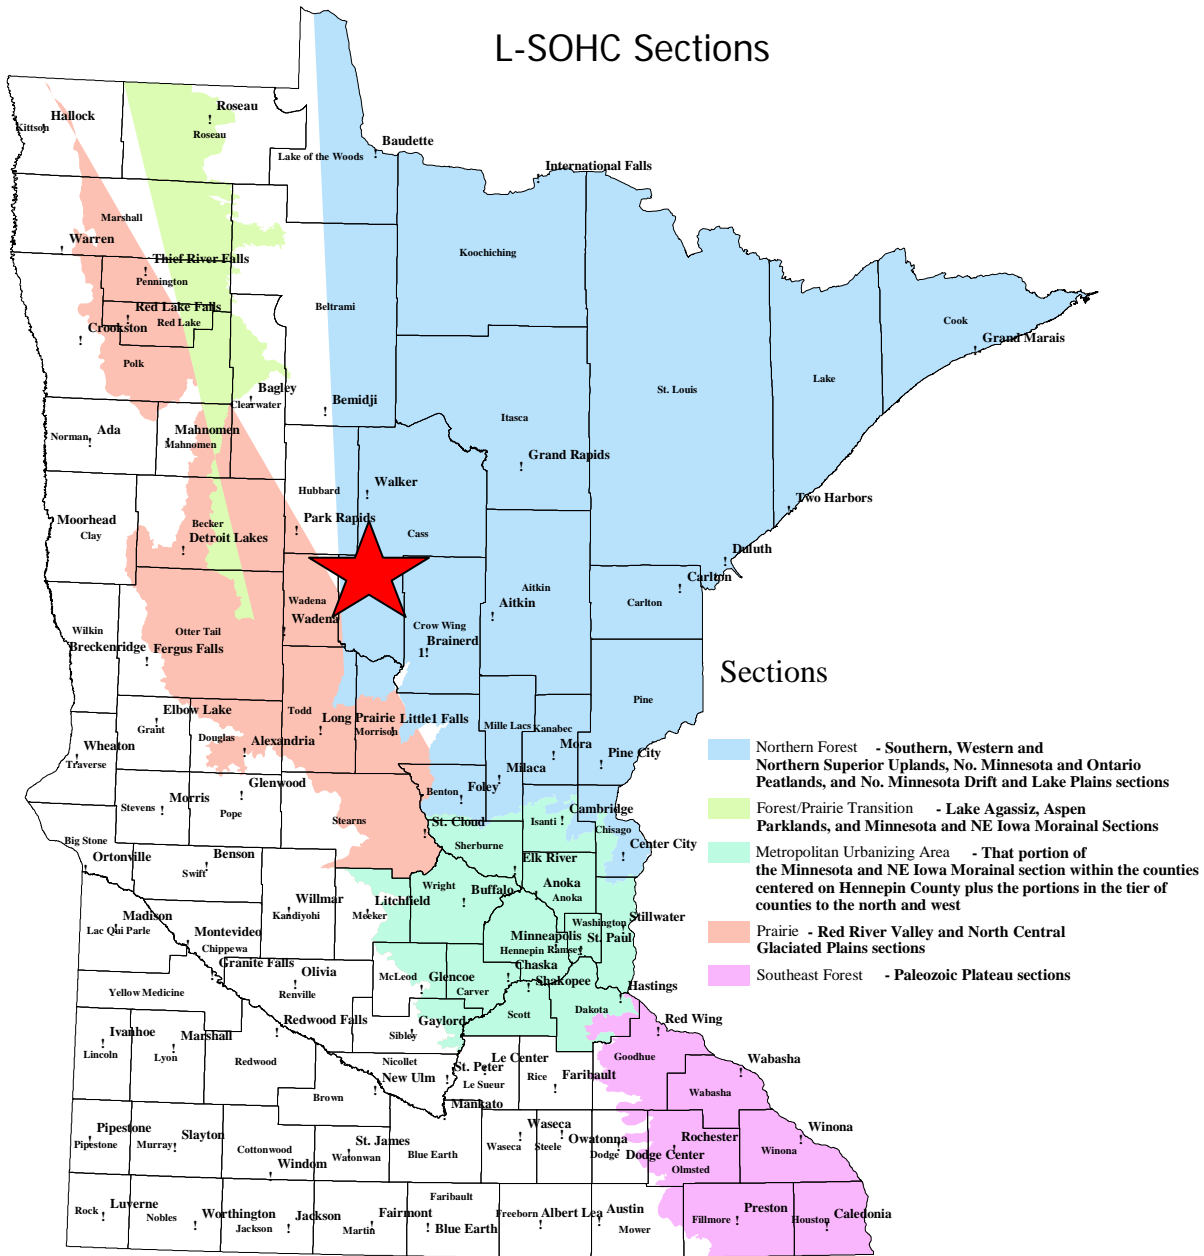 L-SOHC Sections
Hallock
Kittson
Roseau
Roseau
Baudette
Lake of the Woods
International Falls
Marshall
Warren
Koochiching
Thief River Falls
Pennington
Red Lake Falls
Red Lake
Crookston
Polk
Beltrami
Cook
Grand Marais
Lake
St. Louis
Bagley
Clearwater
Bemidji
Itasca
Grand Rapids
Ada
Norman
Mahnomen
Mahnomen
Hubbard
Walker
Two Harbors
Moorhead
Clay
Becker
Detroit Lakes
Park Rapids
Cass
Duluth
Carlton
Carlton
Aitkin
Aitkin
Wadena
Wadena
Crow Wing
Brainerd
1
Wilkin
Breckenridge
Otter Tail
Fergus Falls
Pine
Elbow Lake
Grant
Todd
Long Prairie
Little1 Falls
Morrison
Mille Lacs
Kanabec
Douglas
Alexandria
Wheaton
Traverse
Mora
Pine City
Milaca
Glenwood
Morris
Stevens
Pope
Benton
Foley
Stearns
St. Cloud
Isanti
Cambridge
Chisago
Center City
Sherburne
Big Stone
Ortonville
Benson
Swift
Elk River
Wright
Buffalo
Anoka
Anoka
Willmar
Kandiyohi
Litchfield
Meeker
Stillwater
Washington
Madison
Lac Qui Parle
Montevideo
Chippewa
Minneapolis
St. Paul
Hennepin
Ramsey
Granite Falls
Olivia
Renville
McLeod
Glencoe
Carver
Chaska
Shakopee
Hastings
Yellow Medicine
Scott
Dakota
Redwood Falls
Gaylord
Sibley
Red Wing
Ivanhoe
Lincoln
Marshall
Lyon
Redwood
Nicollet
New Ulm
St. Peter
Le Center
Le Sueur
Rice
Faribault
Goodhue
Wabasha
Wabasha
Brown
Mankato
Pipestone
Pipestone
Slayton
Murray
Cottonwood
Windom
St. James
Watonwan
Blue Earth
Waseca
Waseca
Steele
Owatonna
Dodge
Dodge Center
Rochester
Olmsted
Winona
Winona
Rock
Luverne
Nobles
Worthington
Jackson
Jackson
Martin
Fairmont
Faribault
Blue Earth
Freeborn
Albert Lea
Austin
Mower
Fillmore
Preston
Houston
Caledonia
Sections
Northern Forest - Southern, Western and
Northern Superior Uplands, No. Minnesota and Ontario
Peatlands, and No. Minnesota Drift and Lake Plains sections
Forest/Prairie Transition - Lake Agassiz, Aspen
Parklands, and Minnesota and NE Iowa Morainal Sections
Metropolitan Urbanizing Area - That portion of
the Minnesota and NE Iowa Morainal section within the counties
centered on Hennepin County plus the portions in the tier of
counties to the north and west
Prairie - Red River Valley and North Central
Glaciated Plains sections
Southeast Forest - Paleozoic Plateau sections